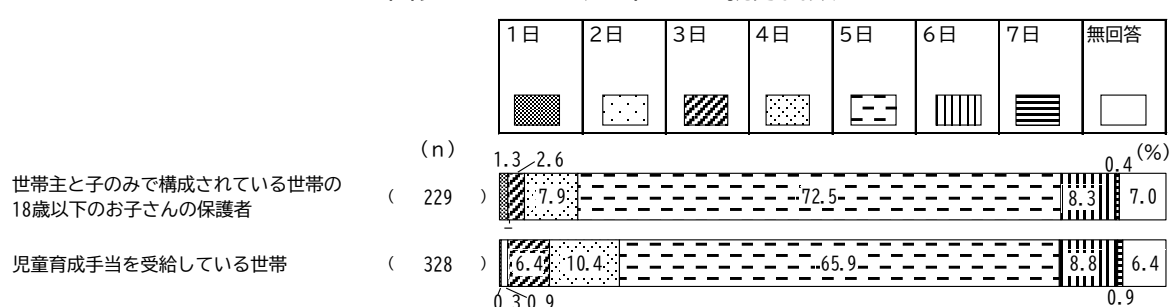 1日 2日 3日 4日 5日 6日 7日 無回答
(n)
(%)
1.3 2.6 0.4
世帯主と子のみで構成されている世帯の
18歳以下のお子さんの保護者
( 229 ) 7.9 72.5 8.3 7.0
-
児童育成手当を受給している世帯 ( 328 ) 6.4 10.4 65.9 8.8 6.4
0.3 0.9 0.9